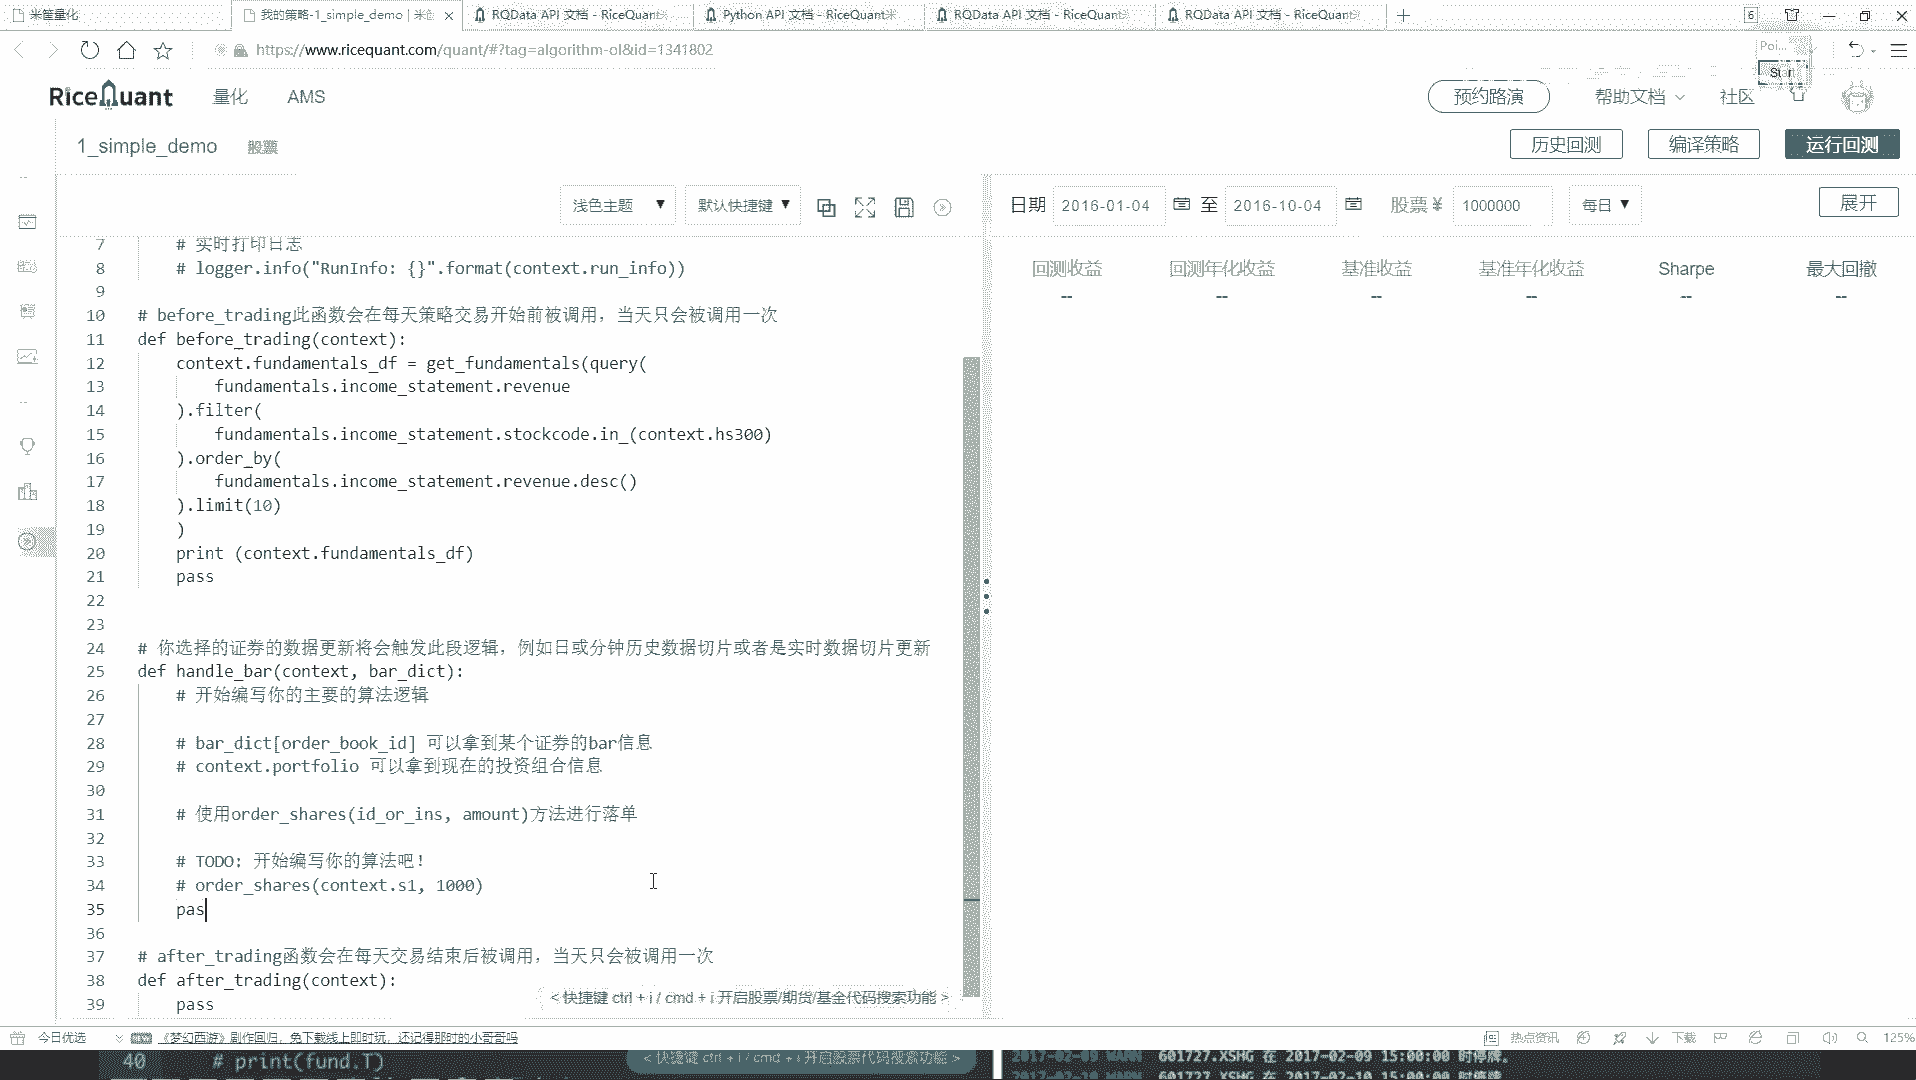 米筐量化
我的策略-1_simple_demo | 米
RQData API 文档 - RiceQuant
Python API 文档 - RiceQuant
RQData API 文档 - RiceQuant
RQData API 文档 - RiceQuant
6
https://www.ricequant.com/quant/#?tag=algorithm-ol&id=1341802
Poi...
Start
RiceQuant 量化 AMS 预约路演 帮助文档 社区
1_simple_demo 股票 历史回测 编译策略 运行回测
浅色主题 ▼ 默认快捷键 ▼ 日期 2016-01-04 至 2016-10-04 股票 ¥ 1000000 每日 ▼ 展开
回测收益 回测年化收益 基准收益 基准年化收益 Sharpe 最大回撤
-- -- -- -- -- --
7 # 实时打印日志
8 # logger.info("RunInfo: {}".format(context.run_info))
9
10 # before_trading此函数会在每天策略交易开始前被调用，当天只会被调用一次
11 def before_trading(context):
12 context.fundamentals_df = get_fundamentals(query(
13 fundamentals.income_statement.revenue
14 ).filter(
15 fundamentals.income_statement.stockcode.in_(context.hs300)
16 ).order_by(
17 fundamentals.income_statement.revenue.desc()
18 ).limit(10)
19 )
20 print (context.fundamentals_df)
21 pass
22
23
24 # 你选择的证券的数据更新将会触发此段逻辑，例如日或分钟历史数据切片或者是实时数据切片更新
25 def handle_bar(context, bar_dict):
26 # 开始编写你的主要的算法逻辑
27
28 # bar_dict[order_book_id] 可以拿到某个证券的bar信息
29 # context.portfolio 可以拿到现在的投资组合信息
30
31 # 使用order_shares(id_or_ins, amount)方法进行落单
32
33 # TODO: 开始编写你的算法吧！
34 # order_shares(context.s1, 1000)
35 pas
36
37 # after_trading函数会在每天交易结束后被调用，当天只会被调用一次
38 def after_trading(context):
39 pass
< 快捷键 ctrl + i / cmd + i 开启股票/期货/基金代码搜索功能 >
今日优选 《梦幻西游》剧作回归，免下载线上即时玩，还记得那时的小哥哥吗 热点资讯 下载 125%
40 # print(fund.T) < 快捷键 ctrl + i / cmd + i 开启股票代码搜索功能 > 2017-02-09 WARN 601727.XSHG 在 2017-02-09 15:00:00 时停牌。
2017-02-10 WARN 601727.XSHG 在 2017-02-10 15:00:00 时停牌。